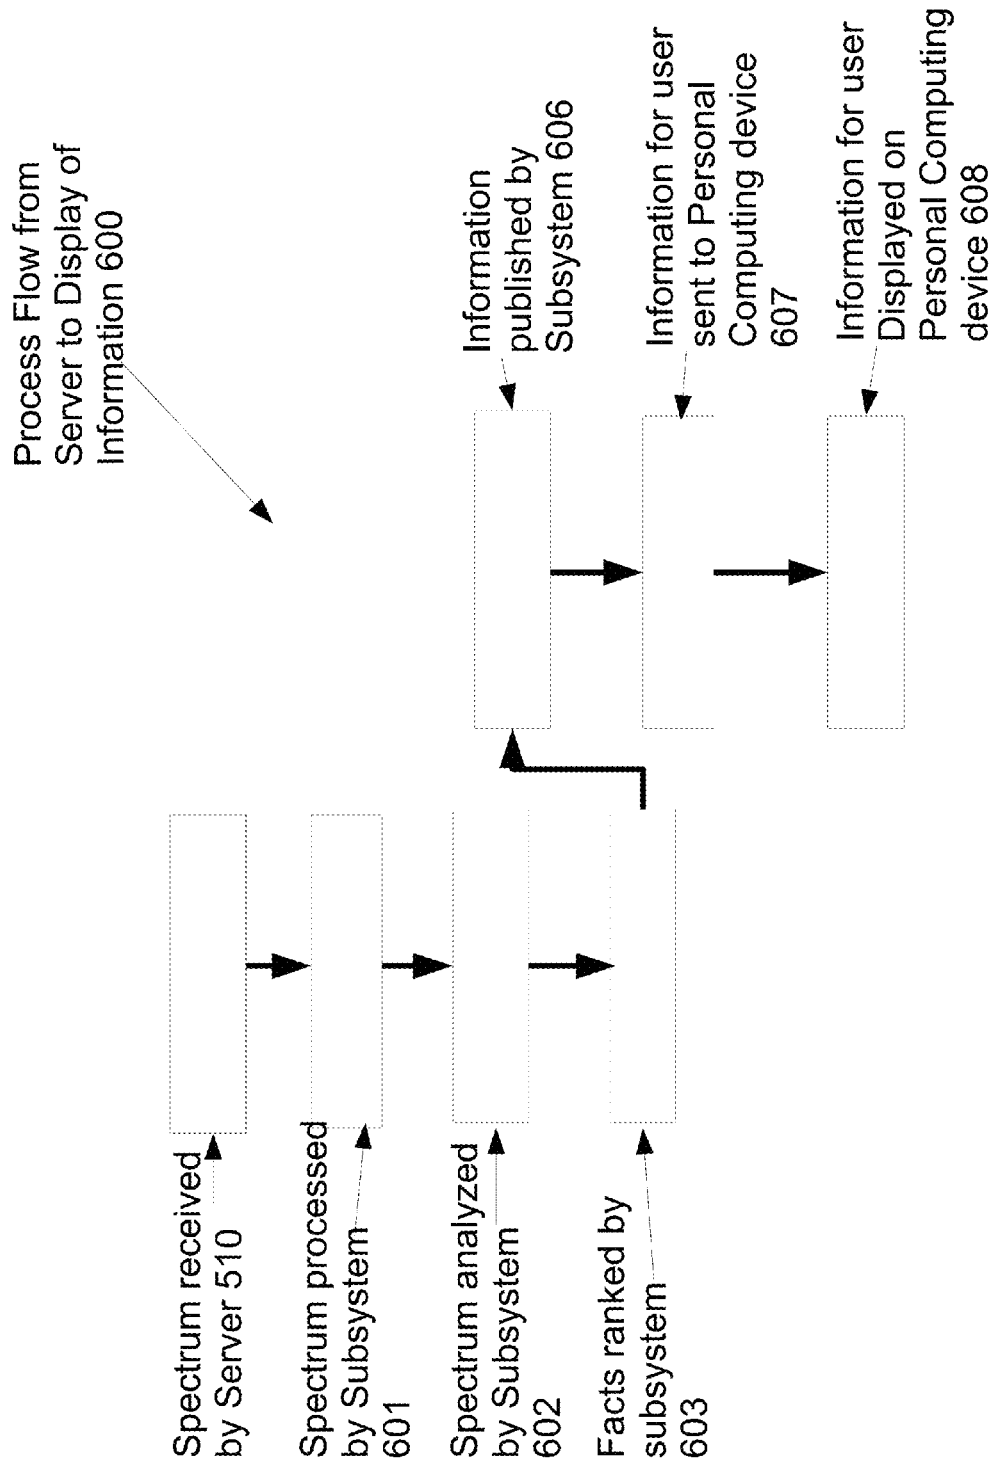 Process Flow from
Server to Display of
Information 600
Spectrum received
by Server 510
Spectrum processed
by Subsystem
601
Spectrum analyzed
by Subsystem
602
Facts ranked by
subsystem
603
Information
published by
Subsystem 606
Information for user
sent to Personal
Computing device
607
Information for user
Displayed on
Personal Computing
device 608